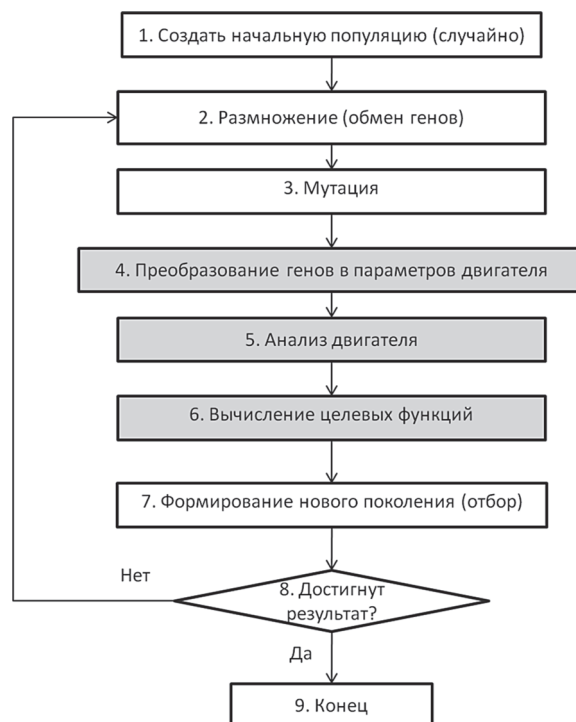 1. Создать начальную популяцию (случайно)
2. Размножение (обмен генов)
3. Мутация
4. Преобразование генов в параметров двигателя
5. Анализ двигателя
6. Вычисление целевых функций
7. Формирование нового поколения (отбор)
Нет
8. Достигнут
результат?
Да
9. Конец